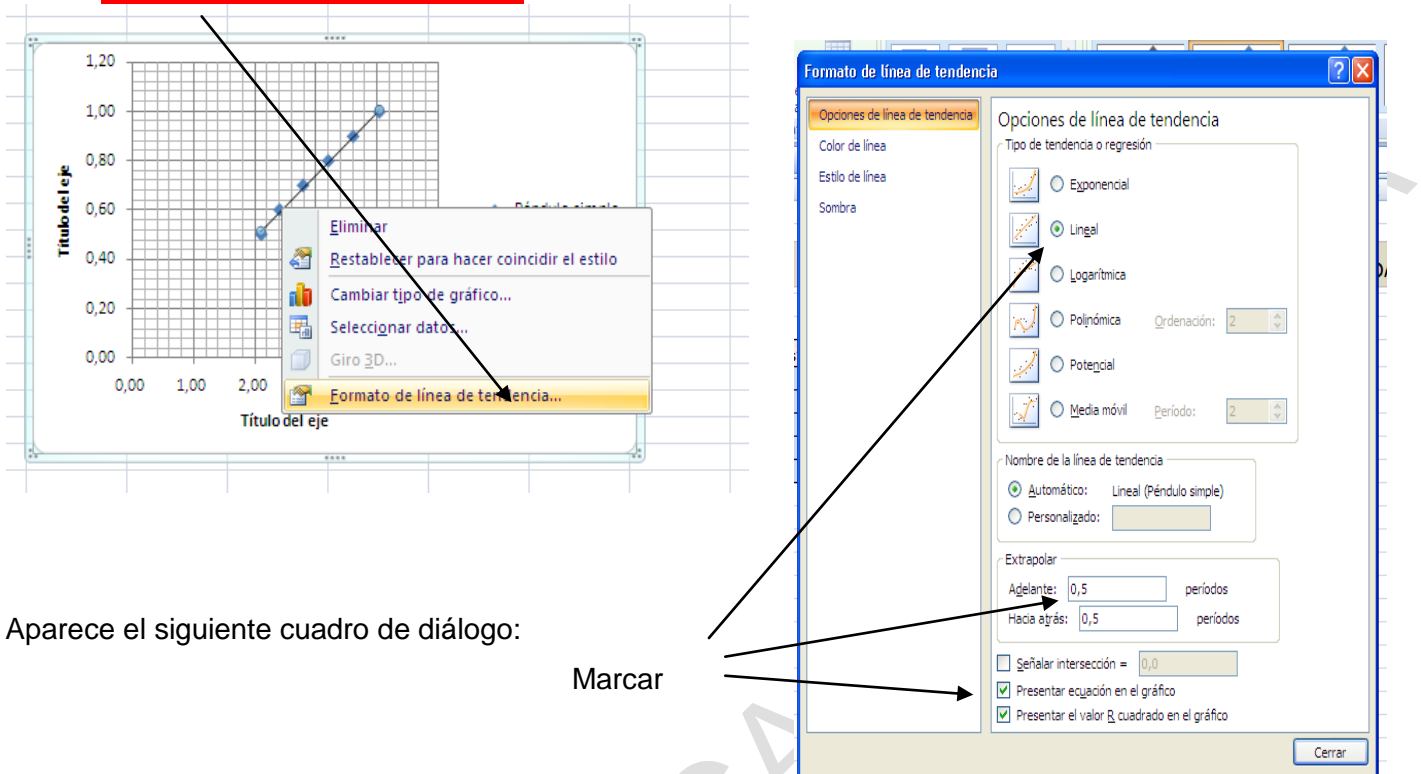 1,20
1,00
0,80
0,60
0,40
0,20
0,00
0,00 1,00 2,00
Título del eje
Título del eje
Péndulo simple
Eliminar
Restablecer para hacer coincidir el estilo
Cambiar tipo de gráfico...
Seleccionar datos...
Giro 3D...
Formato de línea de tendencia...
Aparece el siguiente cuadro de diálogo:
Marcar
Formato de línea de tendencia
Opciones de línea de tendencia
Color de línea
Estilo de línea
Sombra
Opciones de línea de tendencia
Tipo de tendencia o regresión
Exponencial
Lineal
Logarítmica
Polinómica Ordenación: 2
Potencial
Media móvil Período: 2
Nombre de la línea de tendencia
Automático: Lineal (Péndulo simple)
Personalizado:
Extrapolar
Adelante: 0,5 períodos
Hacia atrás: 0,5 períodos
Señalar intersección = 0,0
Presentar ecuación en el gráfico
Presentar el valor R cuadrado en el gráfico
Cerrar